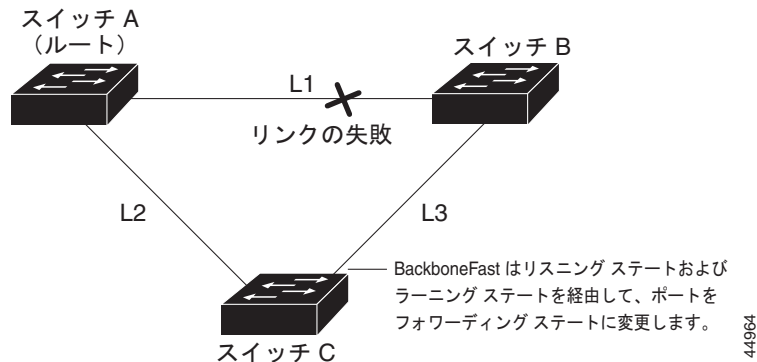 スイッチ A
（ルート）
スイッチ B
L1
リンクの失敗
L2
L3
BackboneFast はリスニング ステートおよび
ラーニング ステートを経由して、ポートを
フォワーディング ステートに変更します。
スイッチ C
44964